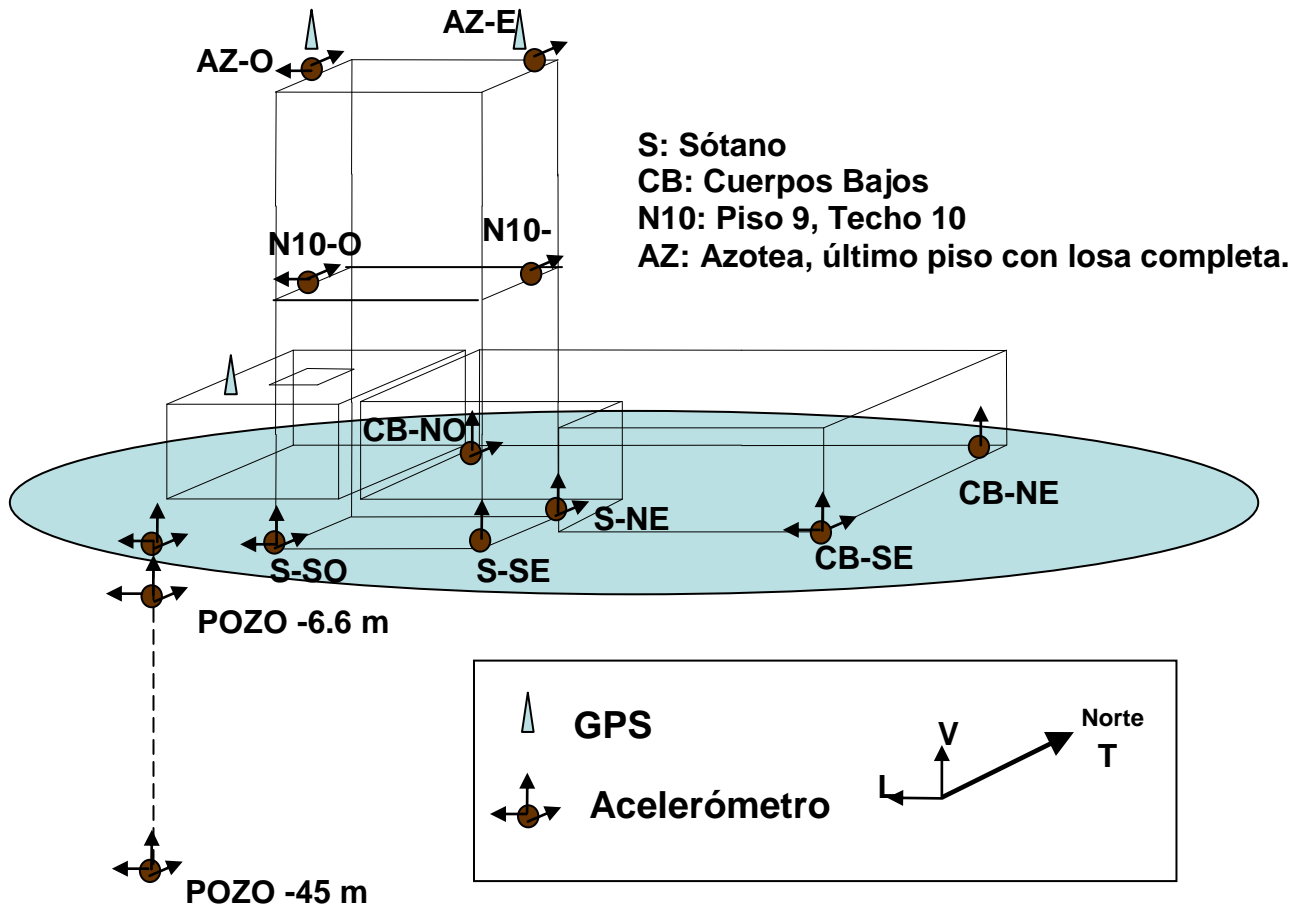 AZ-E
AZ-O
S: Sótano
CB: Cuerpos Bajos
N10: Piso 9, Techo 10
AZ: Azotea, último piso con losa completa.
N10-O
N10-
CB-NO
CB-NE
S-NE
CB-SE
S-SO
S-SE
POZO -6.6 m
GPS
Acelerómetro
V
L
Norte
T
POZO -45 m